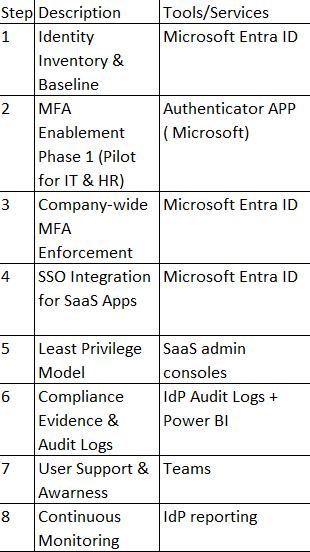 Step Description Tools/Services
1 Identity Microsoft Entra ID
Inventory &
Baseline
2 MFA Authenticator APP
Enablement ( Microsoft)
Phase 1 (Pilot
for IT & HR)
3 Company-wide Microsoft Entra ID
MFA
Enforcement
4 SSO Integration Microsoft Entra ID
for SaaS Apps
5 Least Privilege SaaS admin
Model consoles
6 Compliance IdP Audit Logs +
Evidence & Power BI
Audit Logs
7 User Support & Teams
Awarness
8 Continuous IdP reporting
Monitoring